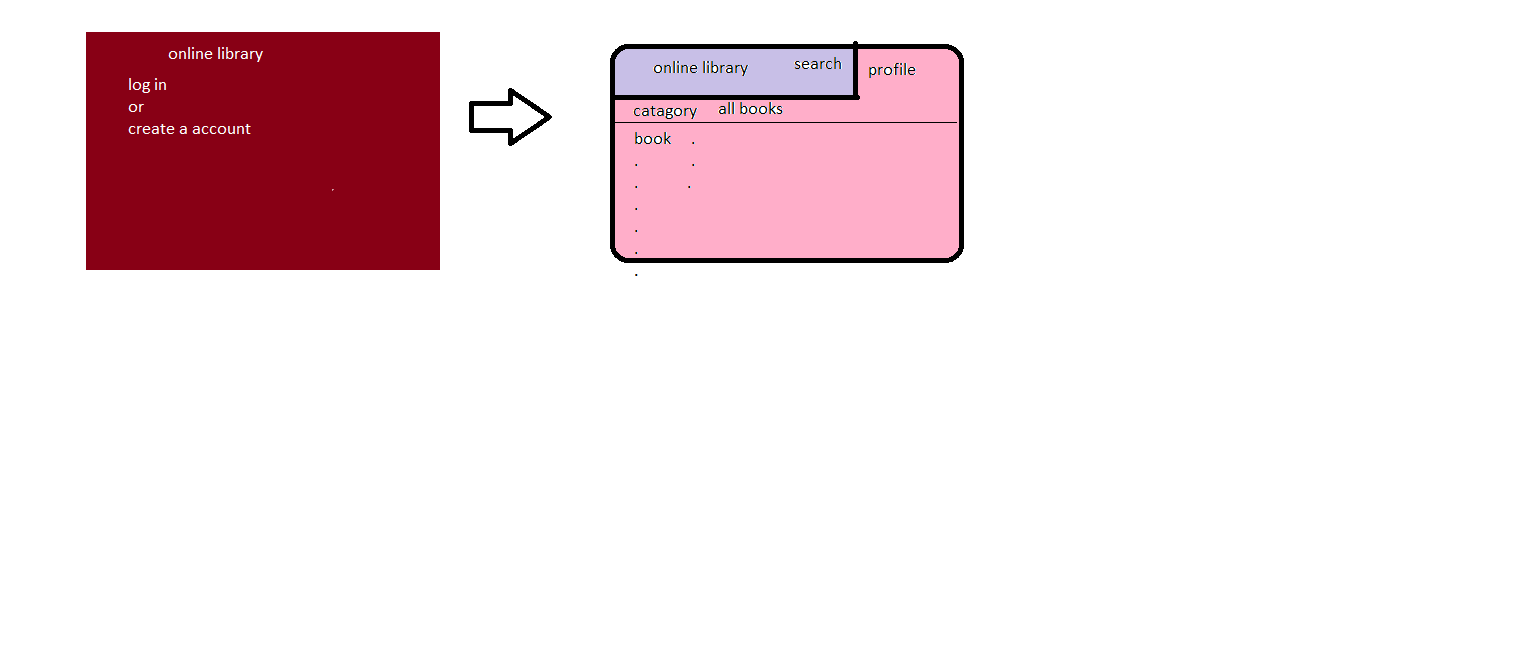 online library
log in
or
create a account
online library search profile
catagory all books
book .
. .
. .
.
.
.
.